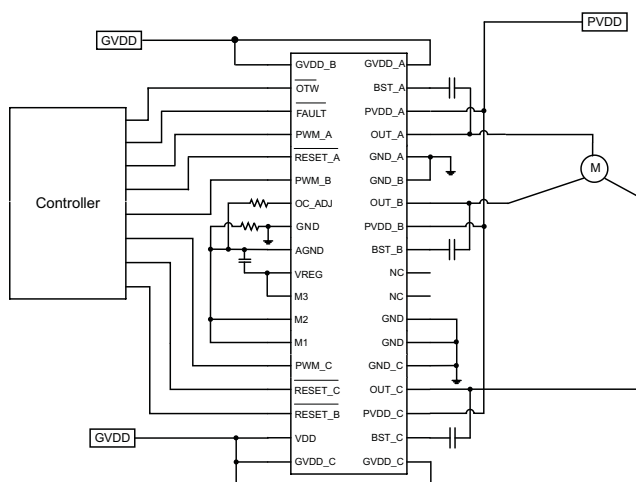 GVDD
PVDD
GVDD_B
GVDD_A
OTW
BST_A
FAULT
PVDD_A
PWM_A
OUT_A
RESET_A
GND_A
M
PWM_B
GND_B
Controller
OC_ADJ
OUT_B
GND
PVDD_B
AGND
BST_B
VREG
NC
M3
NC
M2
GND
M1
GND
PWM_C
GND_C
RESET_C
OUT_C
RESET_B
PVDD_C
GVDD
VDD
BST_C
GVDD_C
GVDD_C